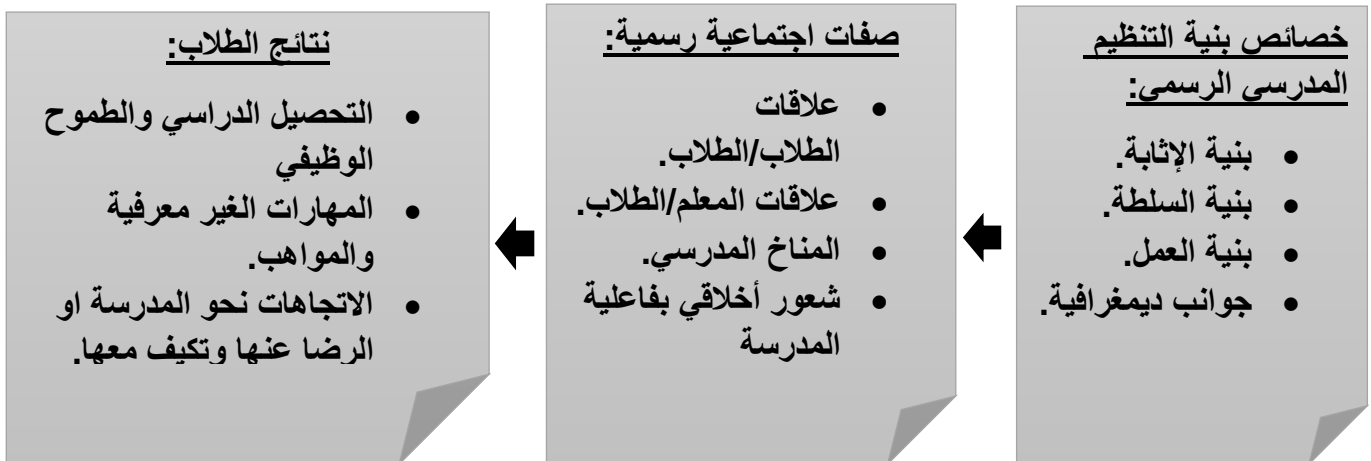 خصائص بنية التنظيم
المدرسي الرسمي:
• بنية الإثابة.
• بنية السلطة.
• بنية العمل.
• جوانب ديمغرافية.
صفات اجتماعية رسمية:
• علاقات
الطلاب/الطلاب.
• علاقات المعلم/الطلاب.
• المناخ المدرسي.
• شعور أخلاقي بفاعلية
المدرسة
نتائج الطلاب:
• التحصيل الدراسي والطموح
الوظيفي
• المهارات الغير معرفية
والمواهب.
• الاتجاهات نحو المدرسة او
الرضا عنها وتكيف معها.